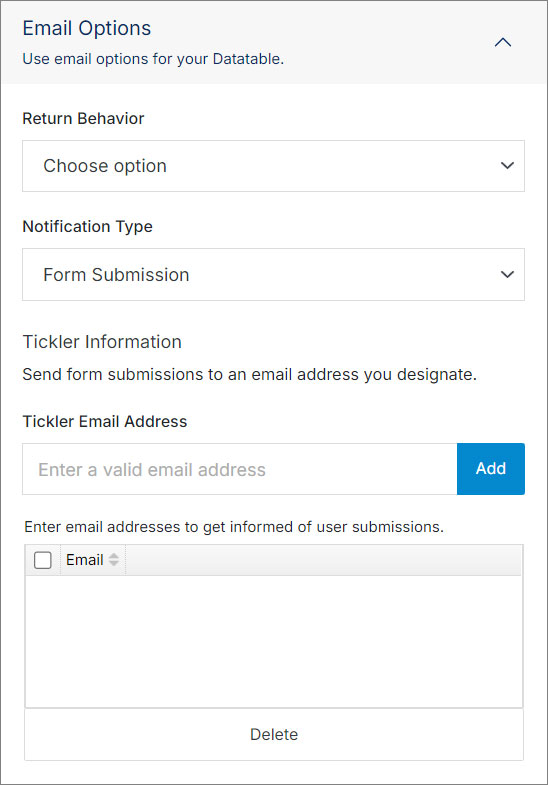 Email Options
Use email options for your Datatable.
Return Behavior
Choose option
Notification Type
Form Submission
Tickler Information
Send form submissions to an email address you designate.
Tickler Email Address
Enter a valid email address
Add
Enter email addresses to get informed of user submissions.
Email
Delete